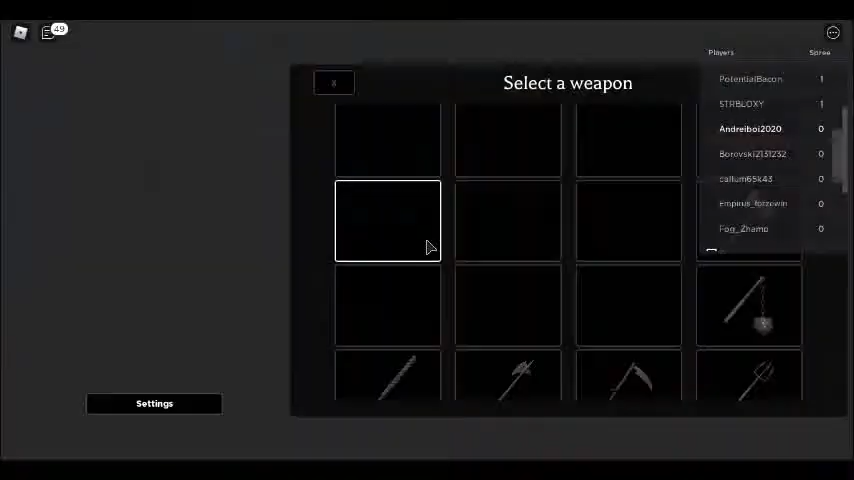 49
Players Spree
x
Select a weapon
PotentialBacon 1
STRBLOXY 1
Andreiboi2020 0
Borovski2131232 0
callum65k43 0
Empirus_forzewin 0
Fog_Zhamo 0
Settings